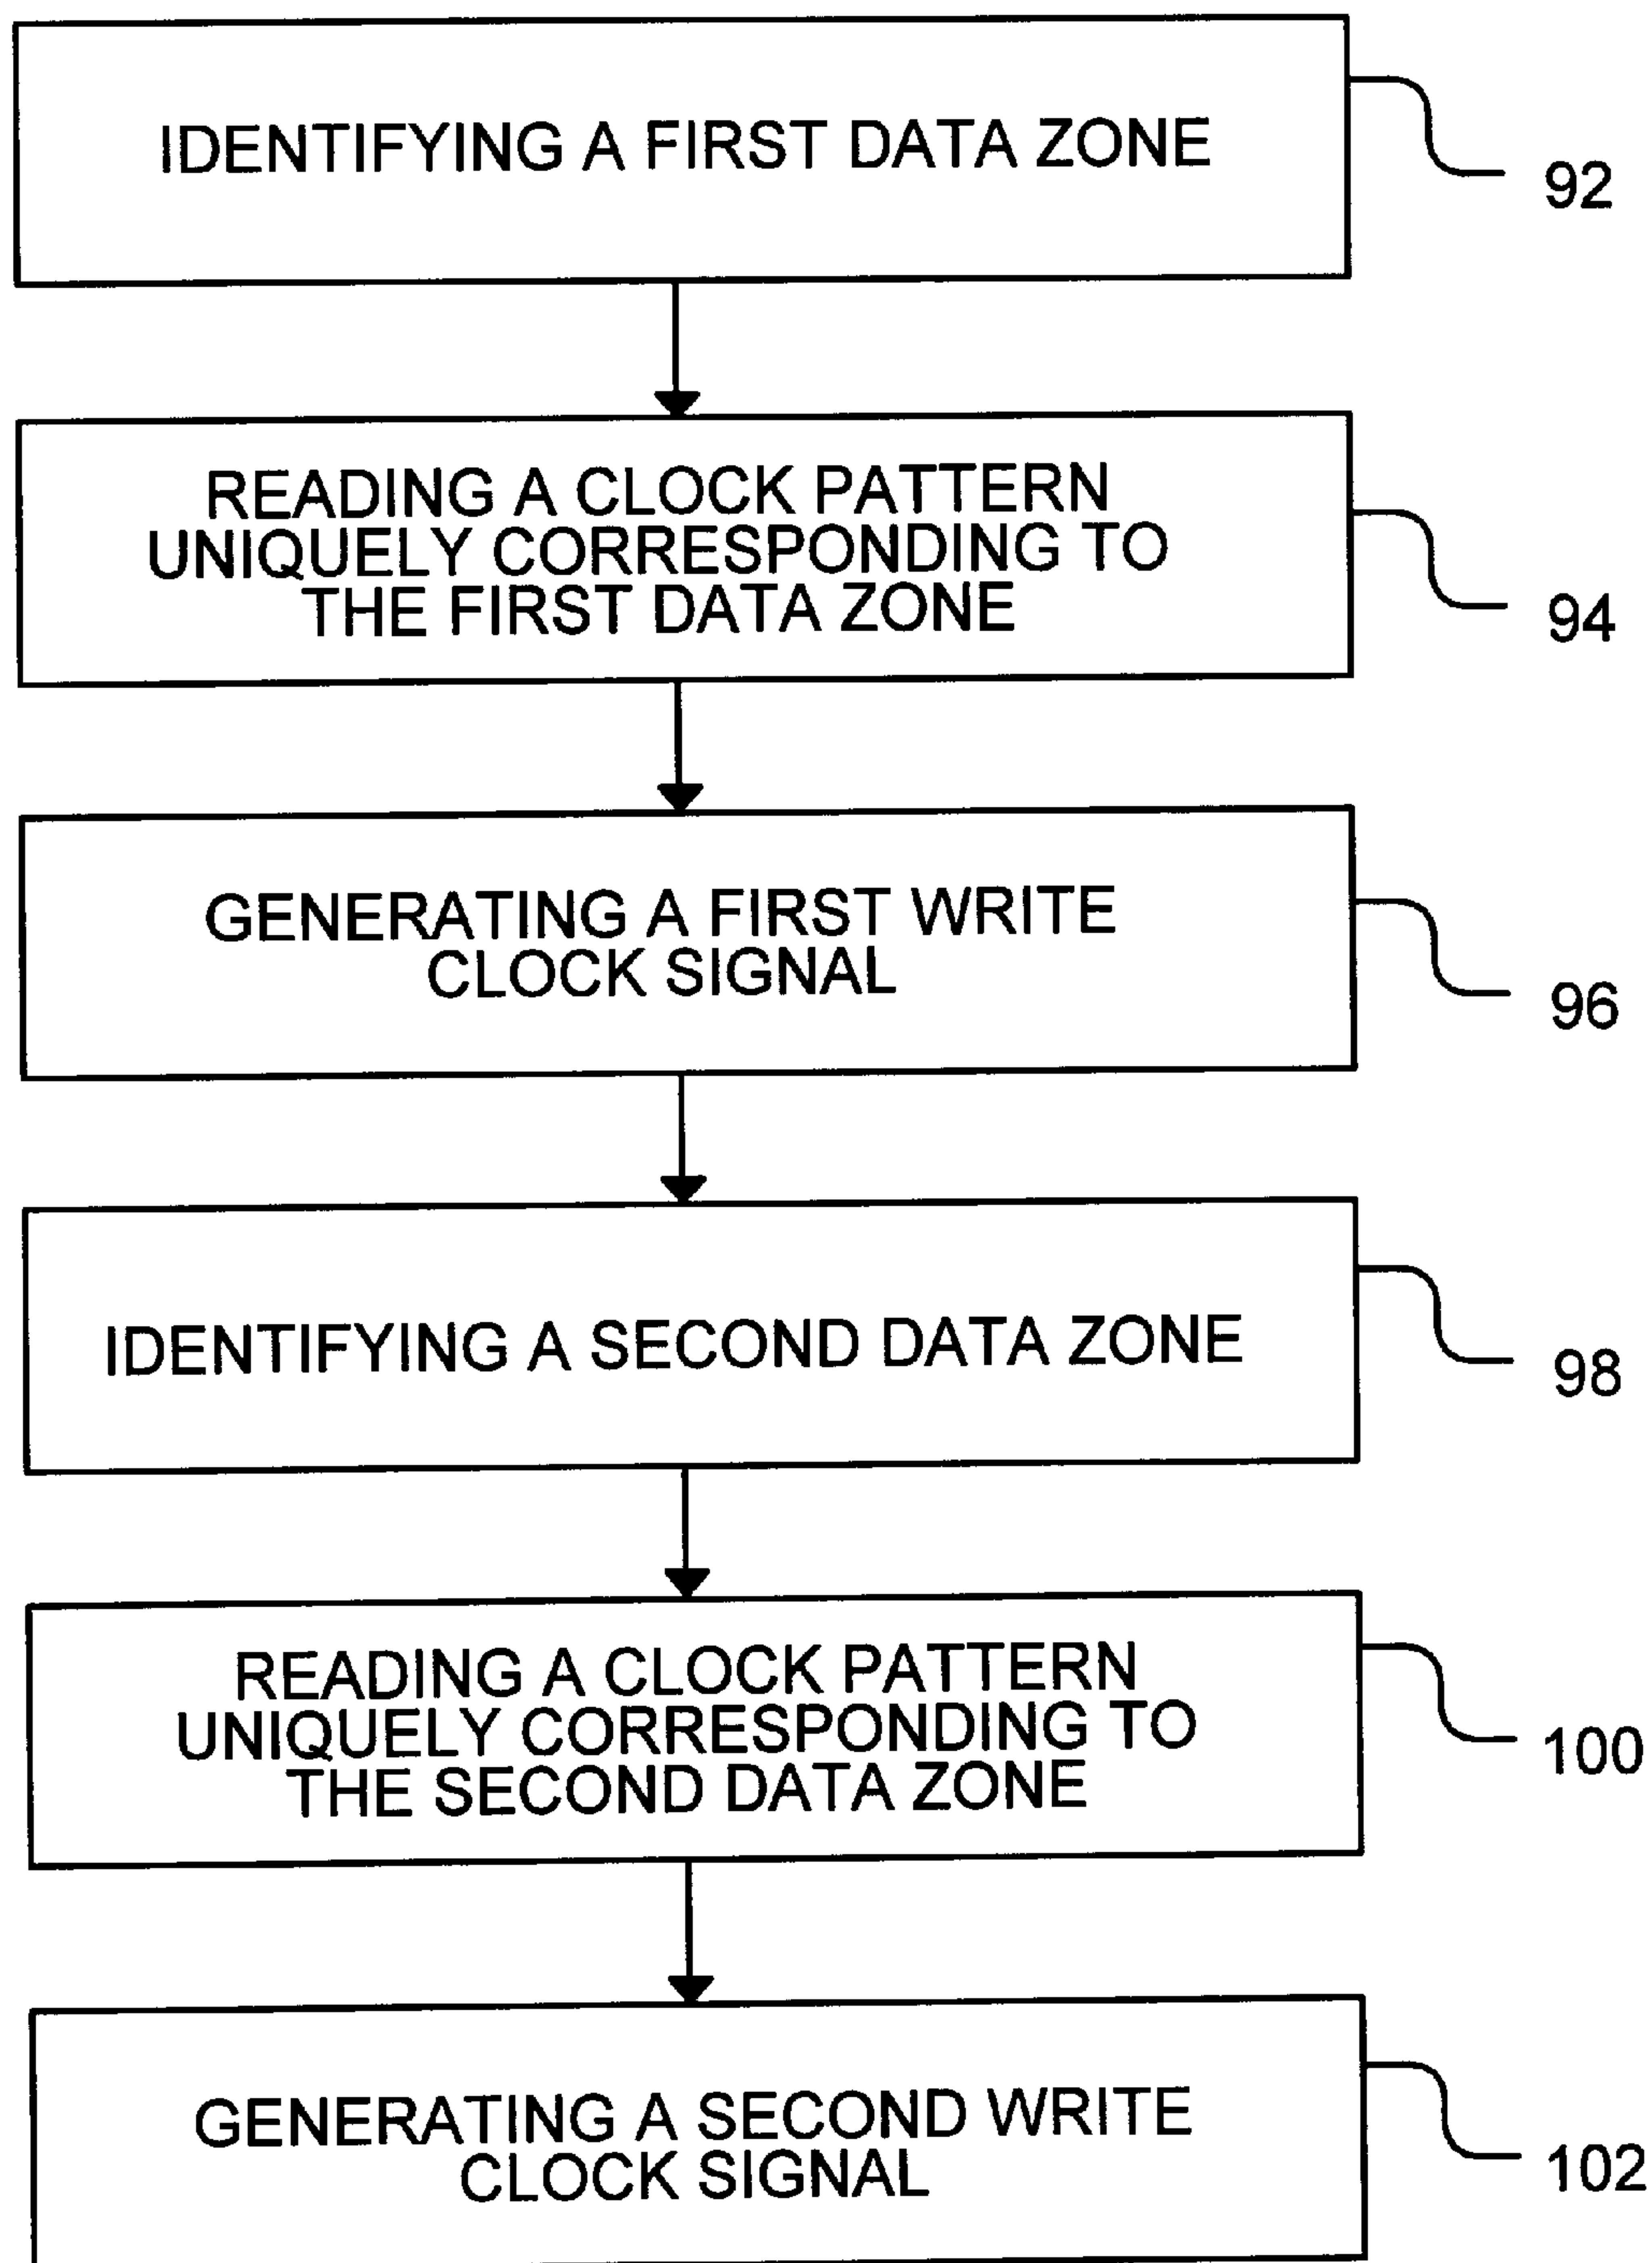 IDENTIFYING A FIRST DATA ZONE
92
READING A CLOCK PATTERN
UNIQUELY CORRESPONDING TO
THE FIRST DATA ZONE
94
GENERATING A FIRST WRITE
CLOCK SIGNAL
96
IDENTIFYING A SECOND DATA ZONE
98
READING A CLOCK PATTERN
UNIQUELY CORRESPONDING TO
THE SECOND DATA ZONE
100
GENERATING A SECOND WRITE
CLOCK SIGNAL
102